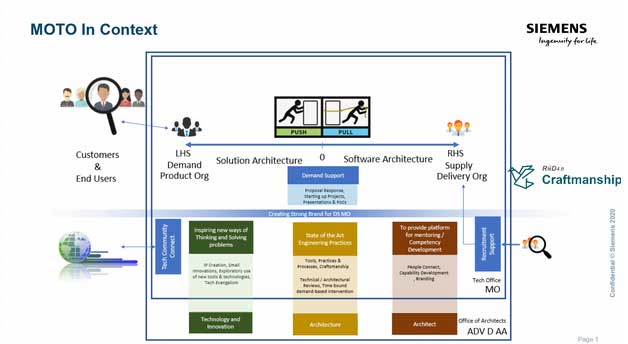 MOTO In Context
SIEMENS
Ingenuity for life
PUSH
PULL
Customers
&
End Users
LHS
Demand
Product Org
Solution Architecture
0
Software Architecture
RHS
Supply
Delivery Org
Demand Support
Proposal Response,
Starting up Projects,
Presentations & POCs
RiiD4.0
Craftmanship
Creating Strong Brand for DS MO
Tech Community
Connect
Inspiring new ways of
Thinking and Solving
problems
IP Creation, Small
Innovations, Exploratory use
of new tools & technologies,
Tech Evangelism
Technology and
Innovation
State of the Art
Engineering Practices
Tools, Practices &
Processes, Craftmanship
Technical / Architectural
Reviews, Time bound
demand-based intervention
Architecture
To provide platform
for mentoring /
Competency
Development
People Connect,
Capability Development
, Branding
Architect
Recruitment
Support
Tech Office
MO
Office of Architects
ADV D AA
Confidential © Siemens 2020
Page 1